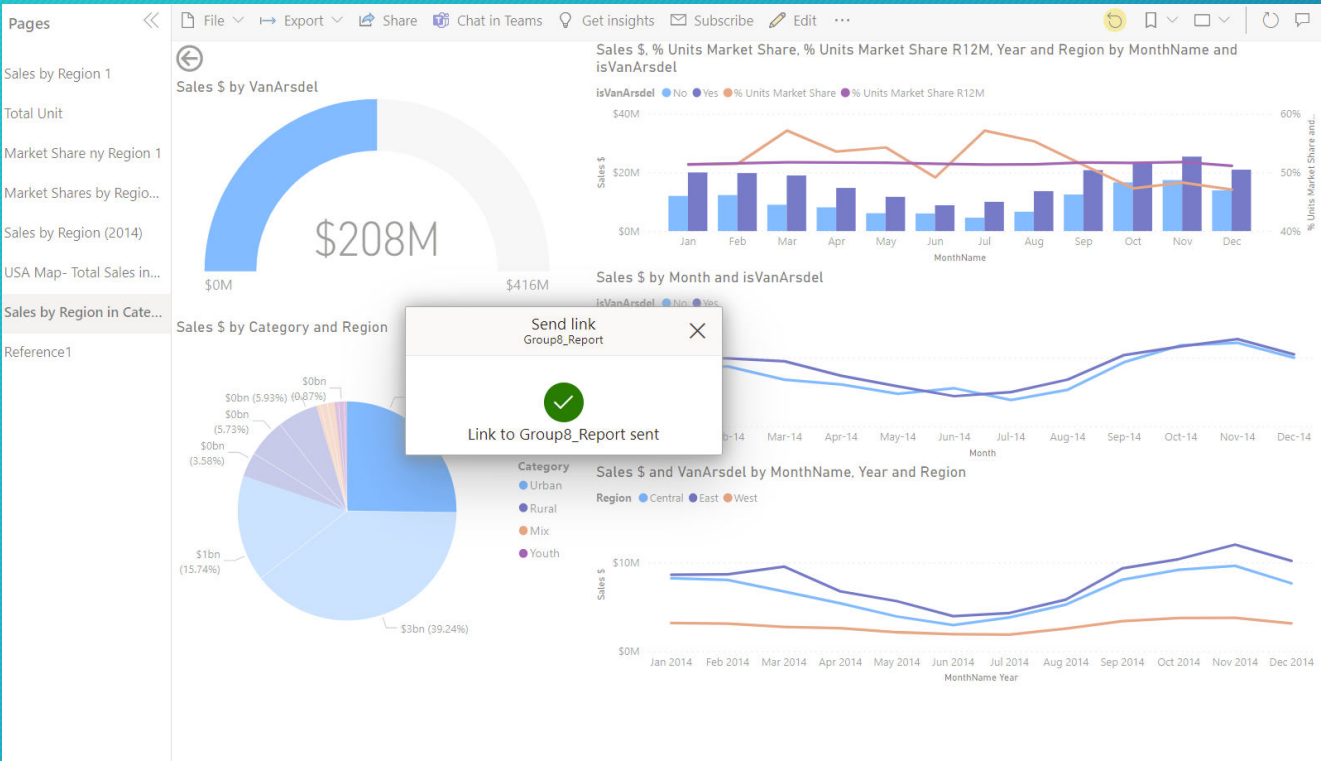 Pages
File
Export
Share
Chat in Teams
Get insights
Subscribe
Edit
Sales by Region 1
Total Unit
Market Share ny Region 1
Market Shares by Regio...
Sales by Region (2014)
USA Map- Total Sales in...
Sales by Region in Cate...
Reference1
Sales $ by VanArsdel
$208M
$0M
$416M
Sales $, % Units Market Share, % Units Market Share R12M, Year and Region by MonthName and
isVanArsdel
isVanArsdel No Yes % Units Market Share % Units Market Share R12M
$40M
$20M
$0M
Sales $
60%
50%
40%
% Units Market Share and...
Jan Feb Mar Apr May Jun Jul Aug Sep Oct Nov Dec
MonthName
Sales $ by Month and isVanArsdel
isVanArsdel No Yes
Send link
Group8_Report
Link to Group8_Report sent
b-14 Mar-14 Apr-14 May-14 Jun-14 Jul-14 Aug-14 Sep-14 Oct-14 Nov-14 Dec-14
Month
Sales $ by Category and Region
$0bn
(0.87%)
$0bn (5.93%)
$0bn
(5.73%)
$0bn
(3.58%)
$1bn
(15.74%)
$3bn (39.24%)
Category
Urban
Rural
Mix
Youth
Sales $ and VanArsdel by MonthName, Year and Region
Region Central East West
$10M
$0M
Sales $
Jan 2014 Feb 2014 Mar 2014 Apr 2014 May 2014 Jun 2014 Jul 2014 Aug 2014 Sep 2014 Oct 2014 Nov 2014 Dec 2014
MonthName Year